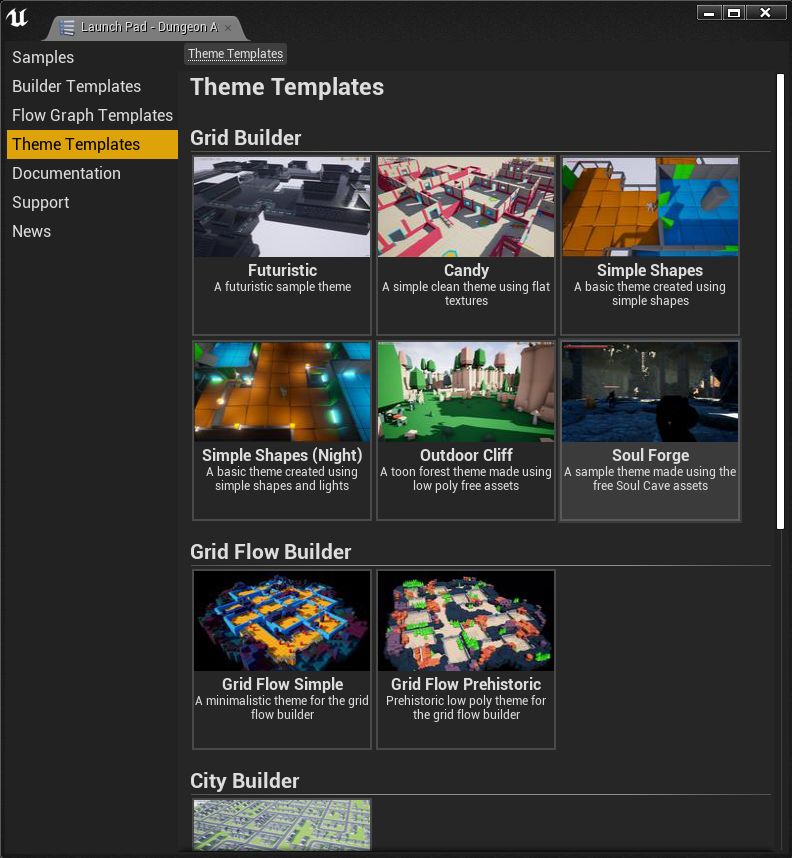 Launch Pad - Dungeon A
Samples
Builder Templates
Flow Graph Templates
Theme Templates
Documentation
Support
News
Theme Templates
Theme Templates
Grid Builder
Futuristic
A futuristic sample theme
Candy
A simple clean theme using flat
textures
Simple Shapes
A basic theme created using
simple shapes
Simple Shapes (Night)
A basic theme created using
simple shapes and lights
Outdoor Cliff
A toon forest theme made using
low poly free assets
Soul Forge
A sample theme made using the
free Soul Cave assets
Grid Flow Builder
Grid Flow Simple
A minimalistic theme for the grid
flow builder
Grid Flow Prehistoric
Prehistoric low poly theme for
the grid flow builder
City Builder